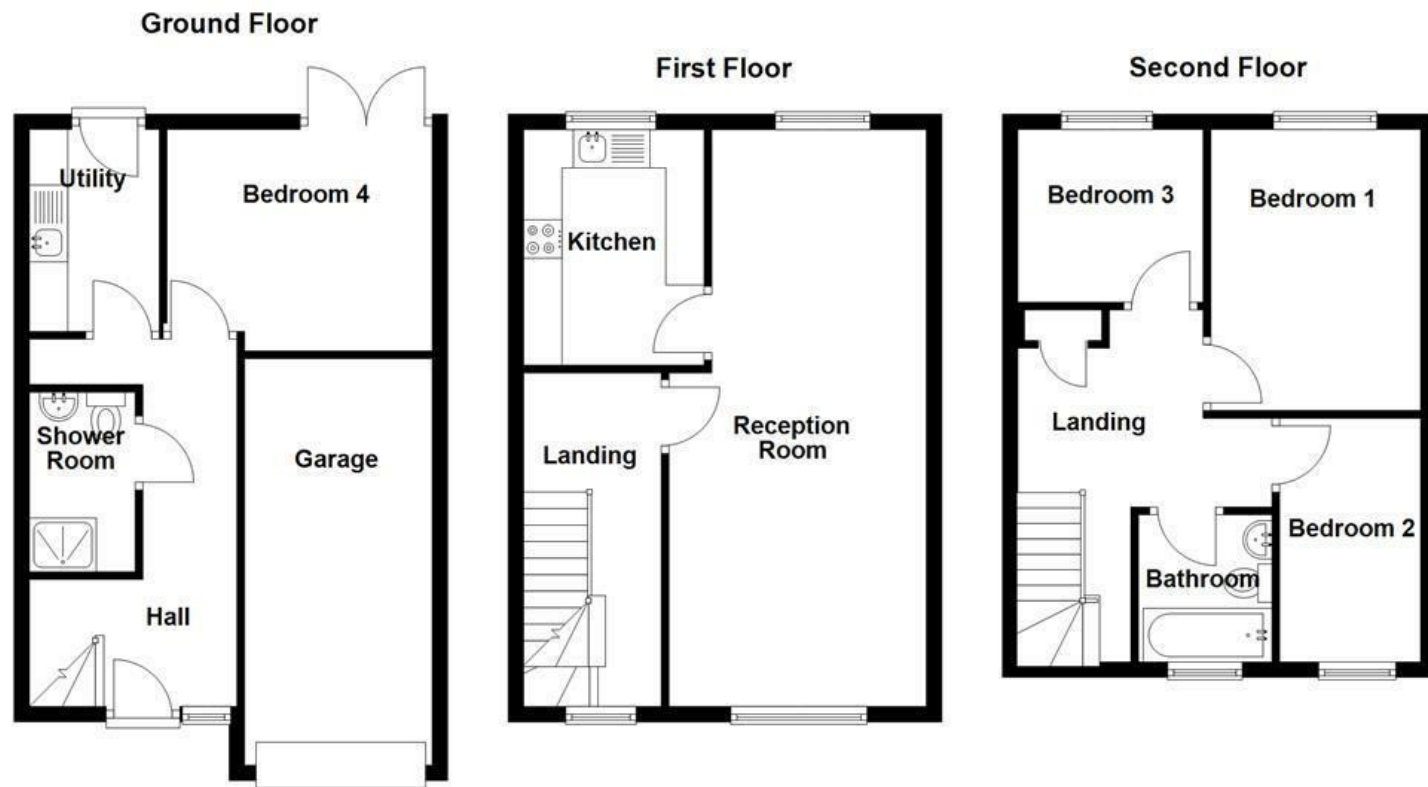 Ground Floor
Utility
Bedroom 4
Shower
Room
Garage
Hall
First Floor
Kitchen
Landing
Reception
Room
Second Floor
Bedroom 3
Bedroom 1
Landing
Bedroom 2
Bathroom